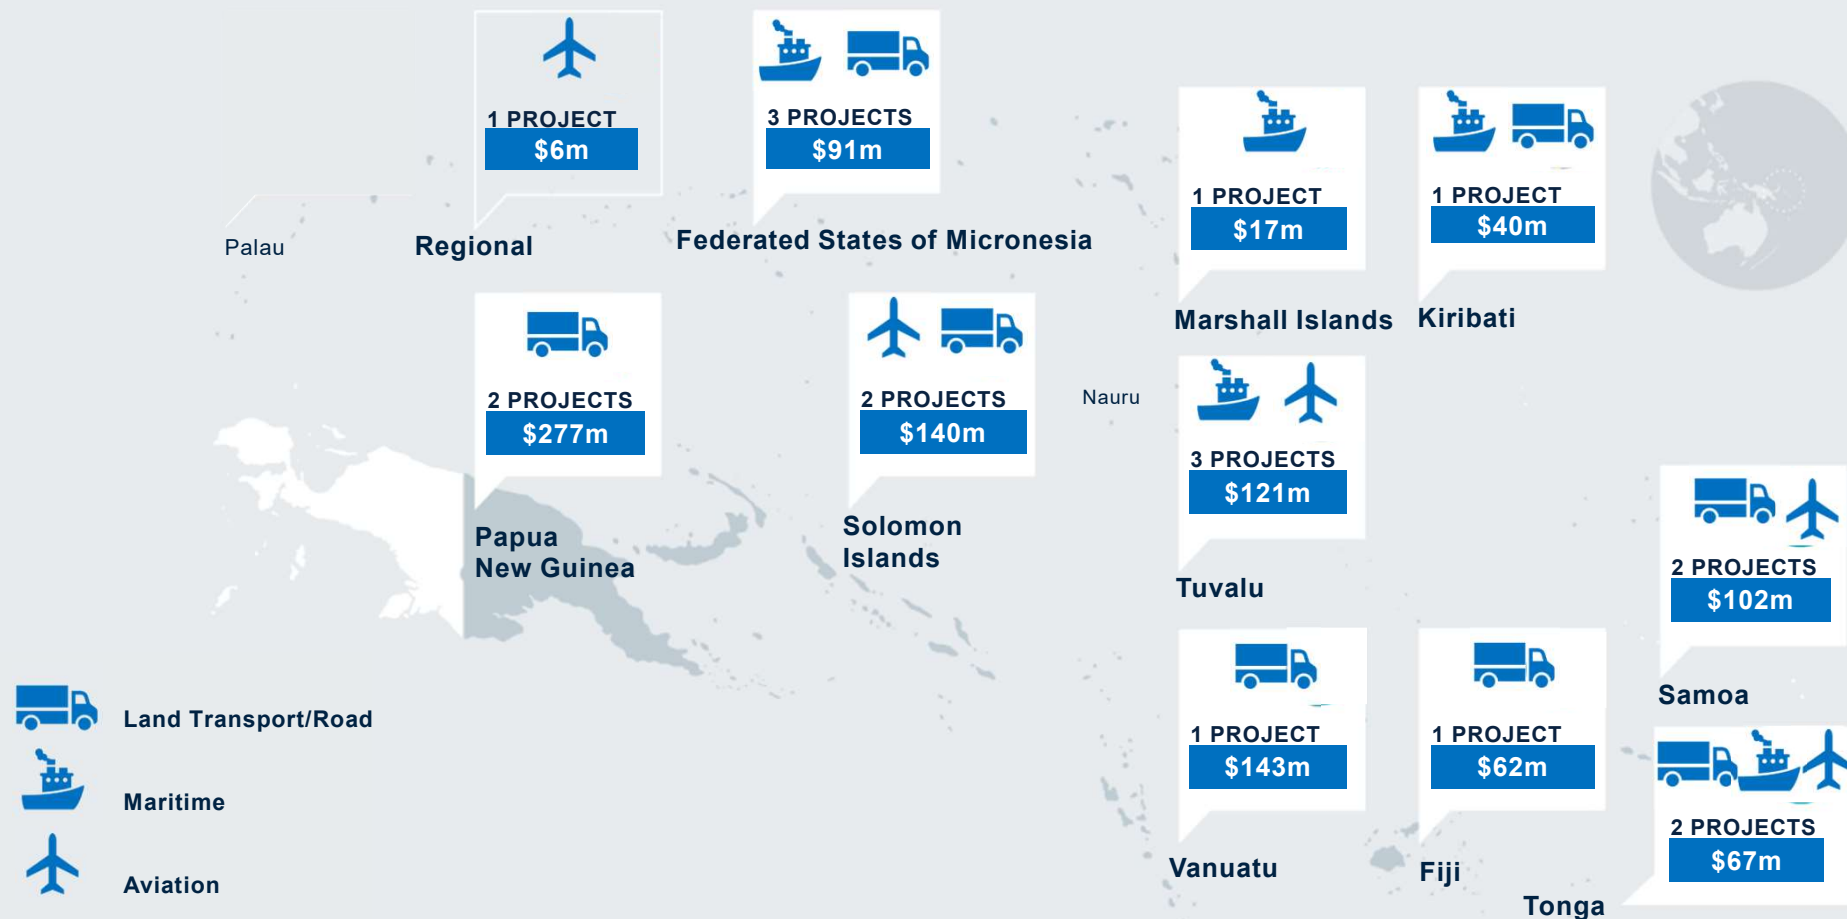 1 PROJECT
$6m
Regional
3 PROJECTS
$91m
Federated States of Micronesia
1 PROJECT
$17m
Marshall Islands
1 PROJECT
$40m
Kiribati
Palau
2 PROJECTS
$277m
Papua
New Guinea
2 PROJECTS
$140m
Solomon
Islands
Nauru
3 PROJECTS
$121m
Tuvalu
2 PROJECTS
$102m
Samoa
1 PROJECT
$143m
Vanuatu
1 PROJECT
$62m
Fiji
2 PROJECTS
$67m
Tonga
Land Transport/Road
Maritime
Aviation